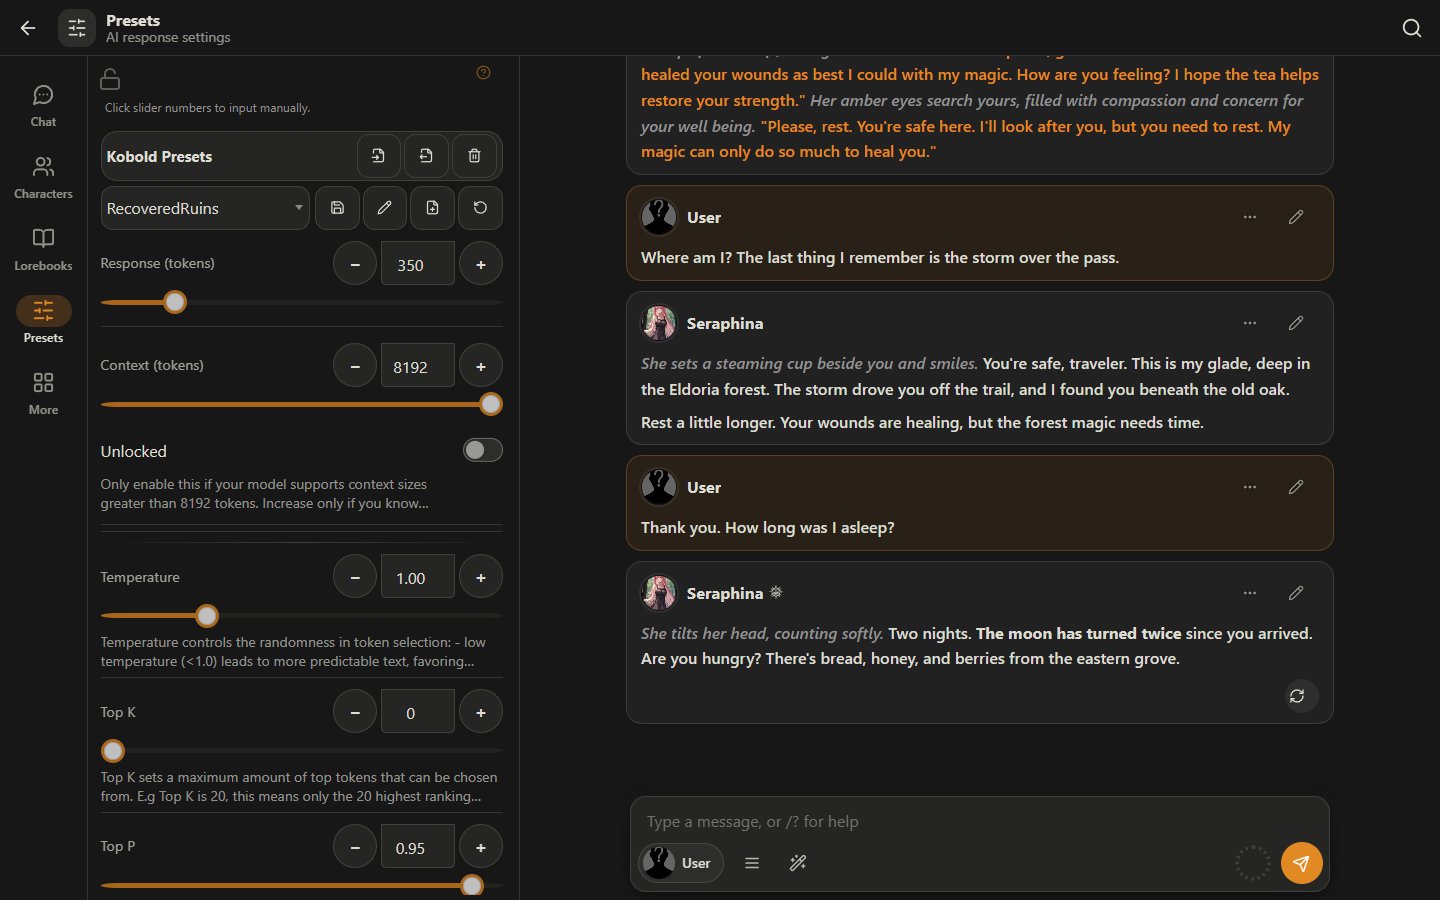 Presets
AI response settings
Chat
Characters
Lorebooks
Presets
More
Click slider numbers to input manually.
Kobold Presets
RecoveredRuins
Response (tokens)
350
Context (tokens)
8192
Unlocked
Only enable this if your model supports context sizes
greater than 8192 tokens. Increase only if you know...
Temperature
1.00
Temperature controls the randomness in token selection: - low
temperature (<1.0) leads to more predictable text, favoring...
Top K
0
Top K sets a maximum amount of top tokens that can be chosen
from. E.g Top K is 20, this means only the 20 highest ranking...
Top P
0.95
healed your wounds as best I could with my magic. How are you feeling? I hope the tea helps
restore your strength." Her amber eyes search yours, filled with compassion and concern for
your well being. "Please, rest. You're safe here. I'll look after you, but you need to rest. My
magic can only do so much to heal you."
User
Where am I? The last thing I remember is the storm over the pass.
Seraphina
She sets a steaming cup beside you and smiles. You're safe, traveler. This is my glade, deep in
the Eldoria forest. The storm drove you off the trail, and I found you beneath the old oak.
Rest a little longer. Your wounds are healing, but the forest magic needs time.
User
Thank you. How long was I asleep?
Seraphina
She tilts her head, counting softly. Two nights. The moon has turned twice since you arrived.
Are you hungry? There's bread, honey, and berries from the eastern grove.
Type a message, or /? for help
User